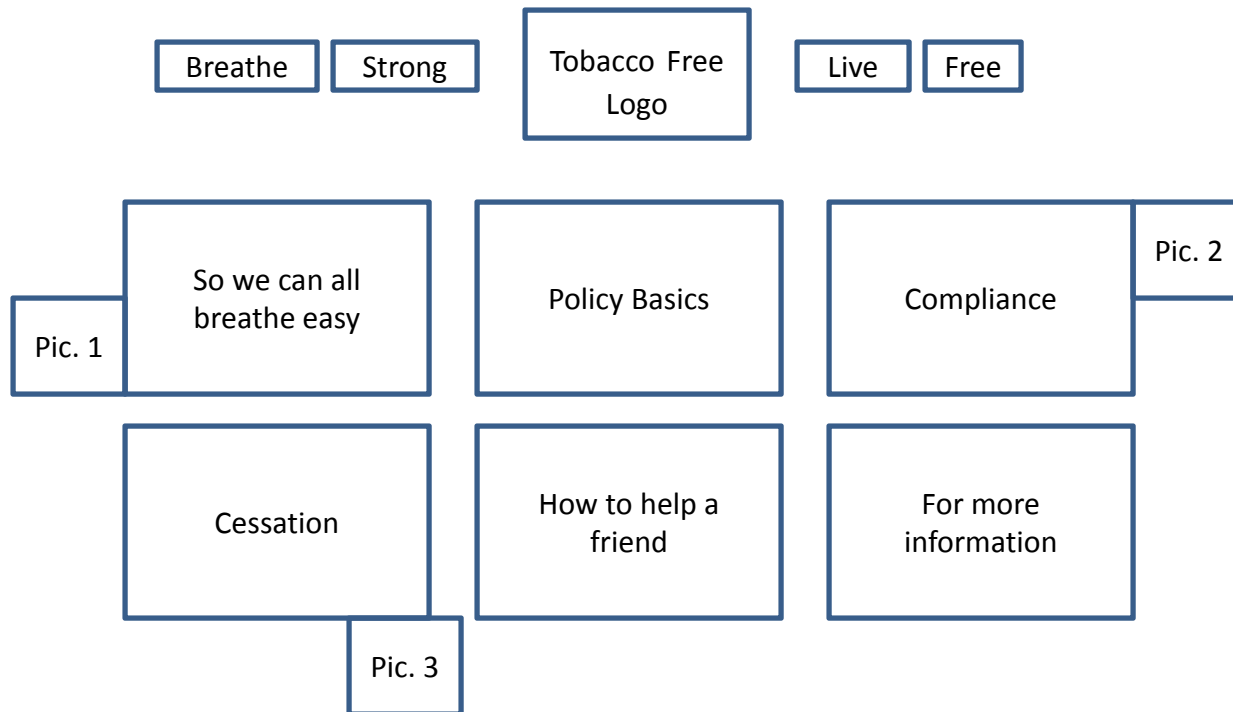 Breathe
Strong
Tobacco Free
Logo
Live
Free
So we can all
breathe easy
Policy Basics
Compliance
Pic. 2
Pic. 1
Cessation
How to help a
friend
For more
information
Pic. 3